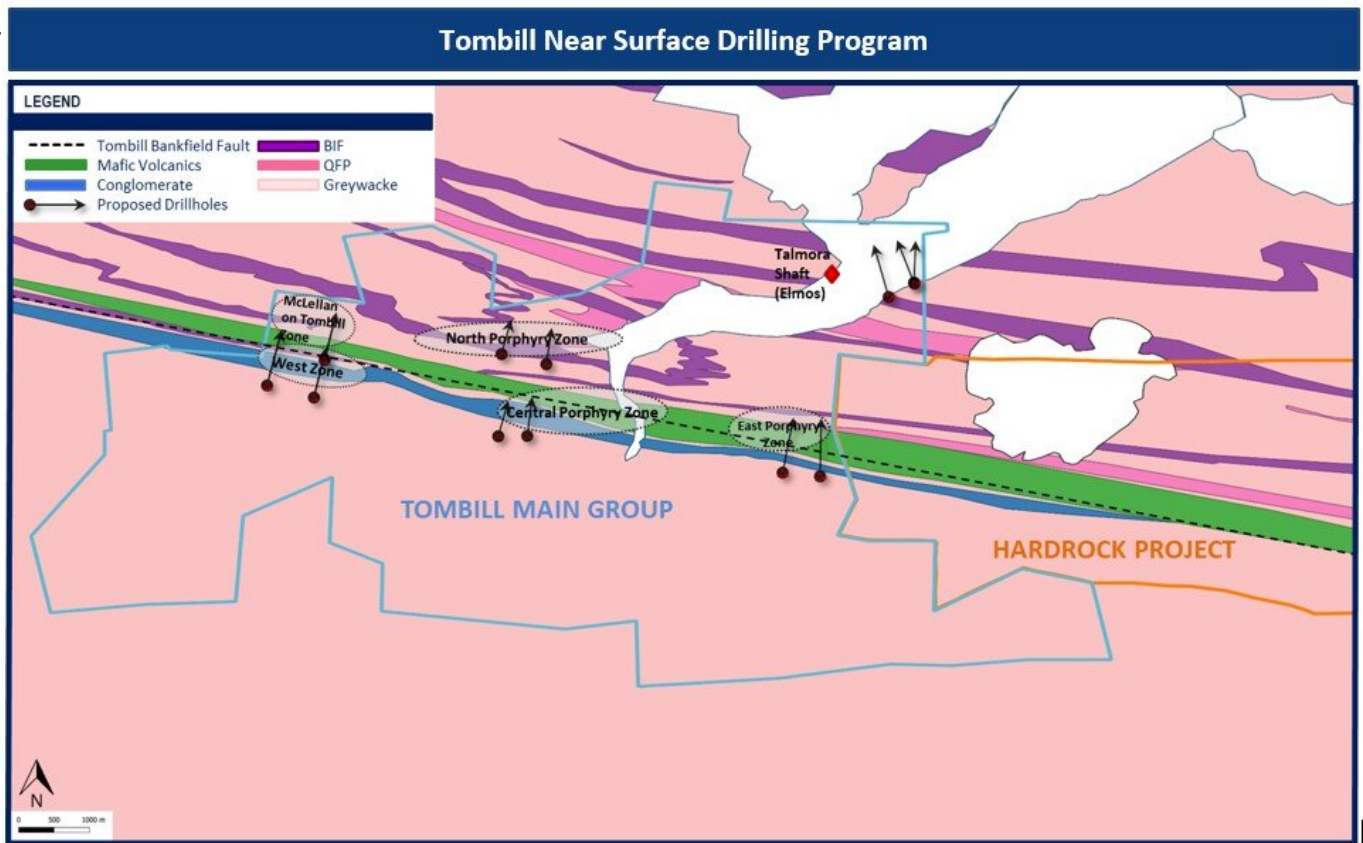 Tombill Near Surface Drilling Program
LEGEND
Tombill Bankfield Fault
Mafic Volcanics
Conglomerate
Proposed Drillholes
BIF
QFP
Greywacke
Talmora
Shaft
(Elmos)
McLellan
on Tombill
Zone
West Zone
North Porphyry Zone
Central Porphyry Zone
East Porphyry
Zone
TOMBILL MAIN GROUP
HARDROCK PROJECT
N
0 500 1000 m